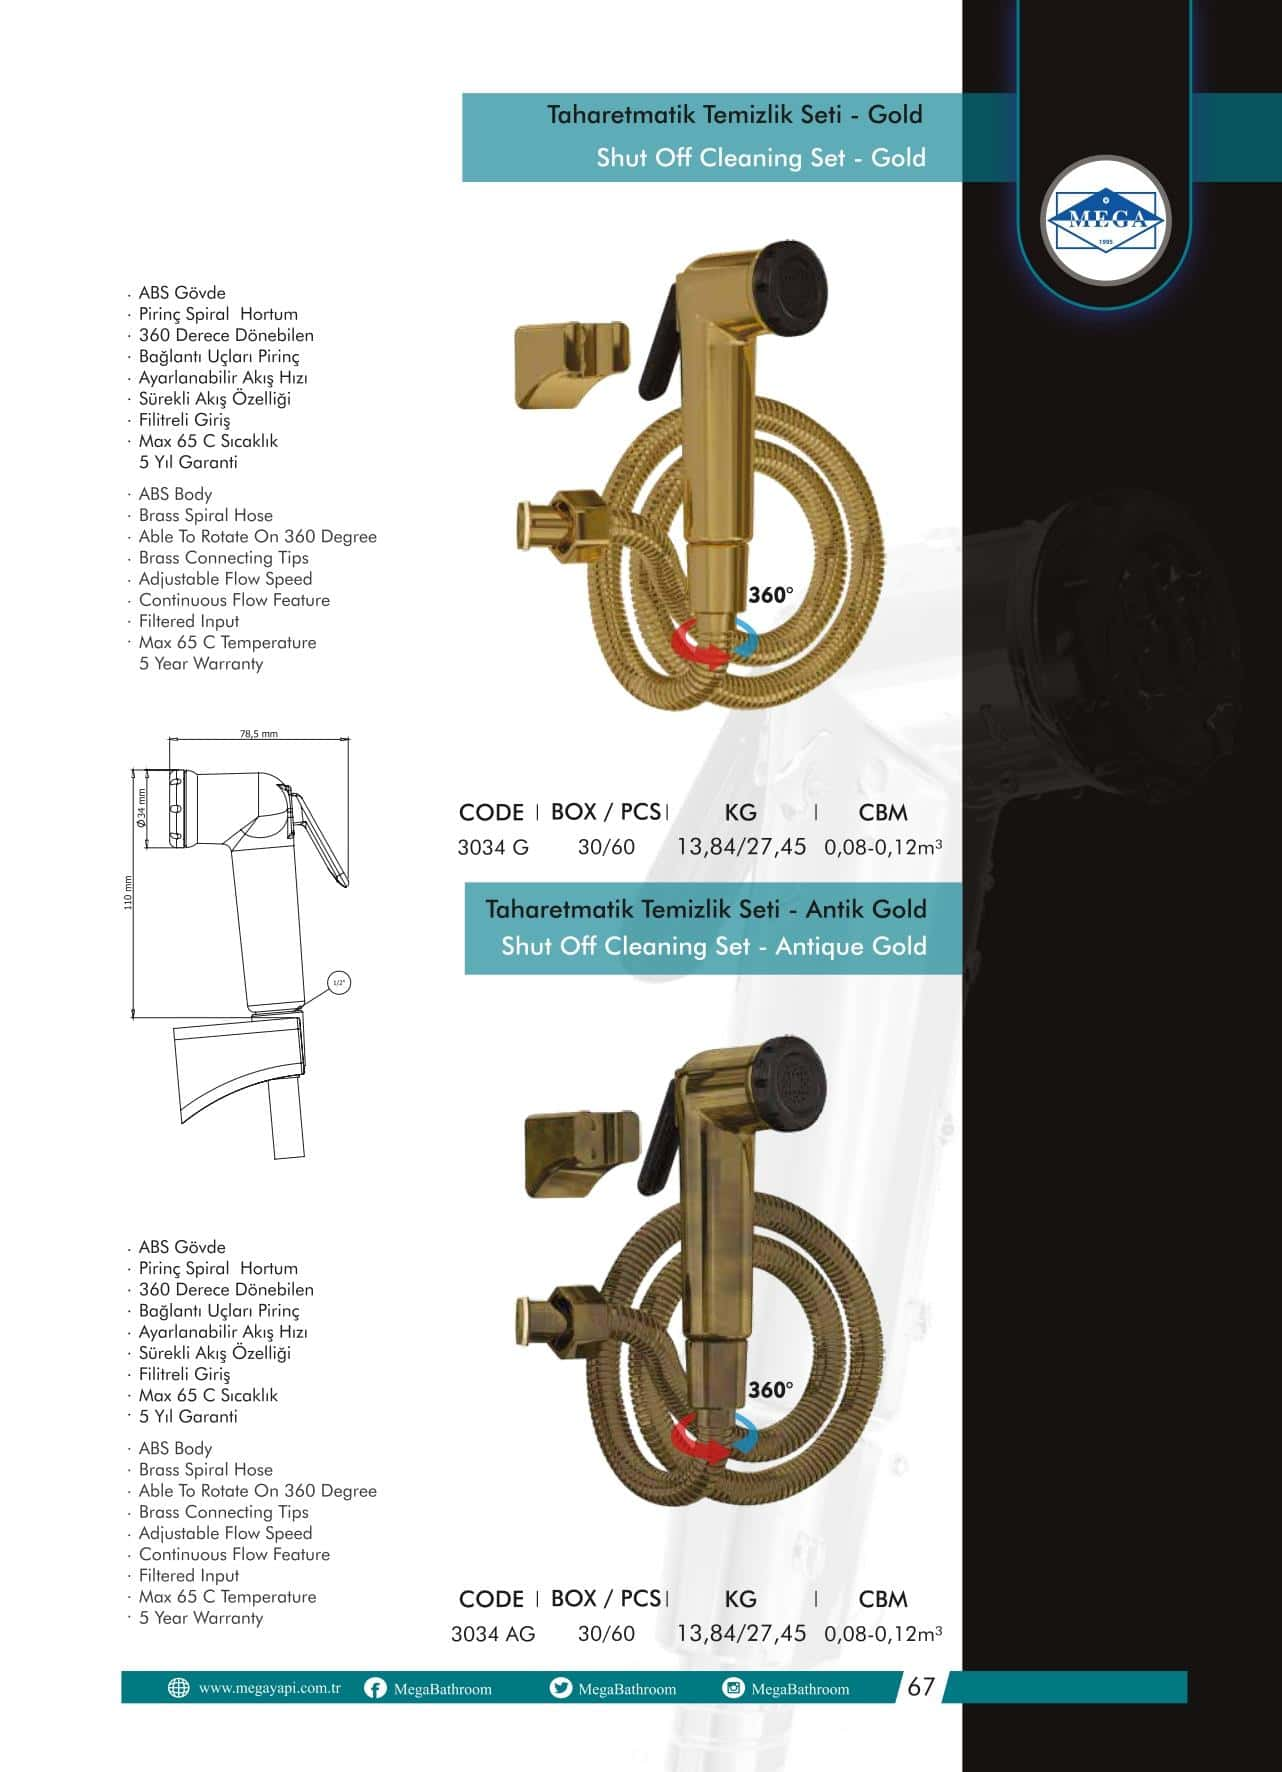 Taharetmatik Temizlik Seti - Gold
Shut Off Cleaning Set - Gold
MEGA
1995
· ABS Gövde
· Pirinç Spiral Hortum
· 360 Derece Dönebilen
· Bağlantı Uçları Pirinç
· Ayarlanabilir Akış Hızı
· Sürekli Akış Özelliği
· Filitreli Giriş
· Max 65 C Sıcaklık
5 Yıl Garanti
· ABS Body
· Brass Spiral Hose
· Able To Rotate On 360 Degree
· Brass Connecting Tips
· Adjustable Flow Speed
· Continuous Flow Feature
· Filtered Input
· Max 65 C Temperature
5 Year Warranty
360°
78,5 mm
Ø34 mm
110 mm
1/2"
CODE | BOX / PCS | KG | CBM
3034 G 30/60 13,84/27,45 0,08-0,12m³
Taharetmatik Temizlik Seti - Antik Gold
Shut Off Cleaning Set - Antique Gold
· ABS Gövde
· Pirinç Spiral Hortum
· 360 Derece Dönebilen
· Bağlantı Uçları Pirinç
· Ayarlanabilir Akış Hızı
· Sürekli Akış Özelliği
· Filitreli Giriş
· Max 65 C Sıcaklık
· 5 Yıl Garanti
· ABS Body
· Brass Spiral Hose
· Able To Rotate On 360 Degree
· Brass Connecting Tips
· Adjustable Flow Speed
· Continuous Flow Feature
· Filtered Input
· Max 65 C Temperature
· 5 Year Warranty
360°
CODE | BOX / PCS | KG | CBM
3034 AG 30/60 13,84/27,45 0,08-0,12m³
www.megayapi.com.tr MegaBathroom MegaBathroom MegaBathroom 67